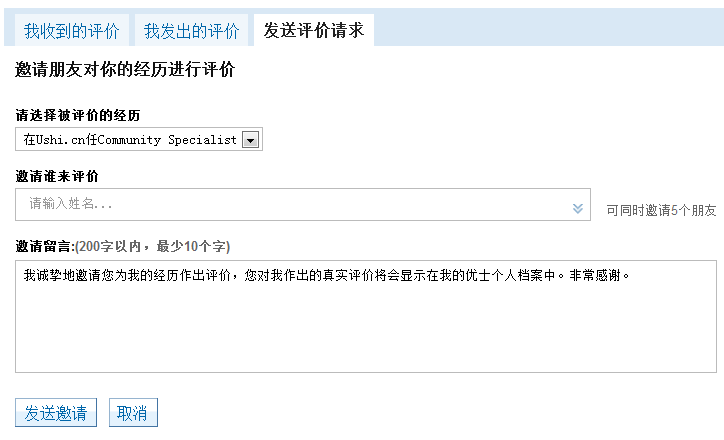 我收到的评价 我发出的评价 发送评价请求
邀请朋友对你的经历进行评价
请选择被评价的经历
在Ushi.cn任Community Specialist
邀请谁来评价
请输入姓名...
可同时邀请5个朋友
邀请留言:(200字以内，最少10个字)
我诚挚地邀请您为我的经历作出评价，您对我作出的真实评价将会显示在我的优士个人档案中。非常感谢。
发送邀请 取消